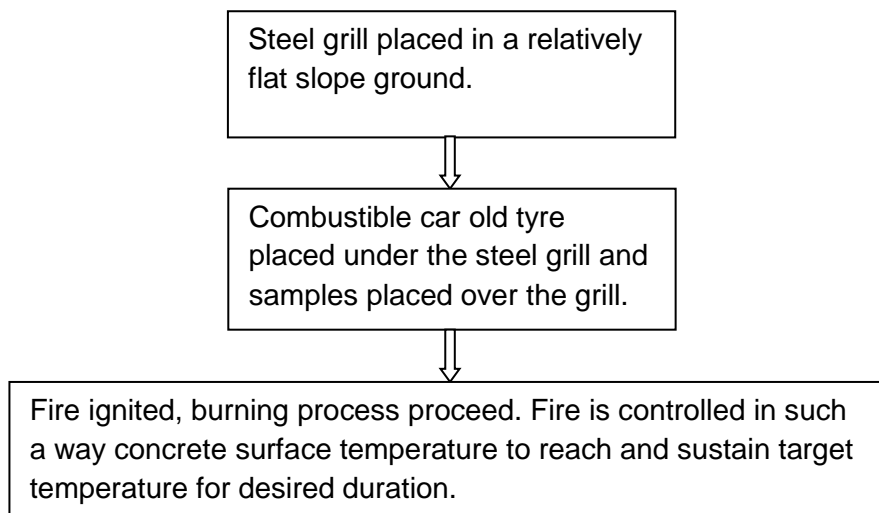 Steel grill placed in a relatively
flat slope ground.
Combustible car old tyre
placed under the steel grill and
samples placed over the grill.
Fire ignited, burning process proceed. Fire is controlled in such
a way concrete surface temperature to reach and sustain target
temperature for desired duration.